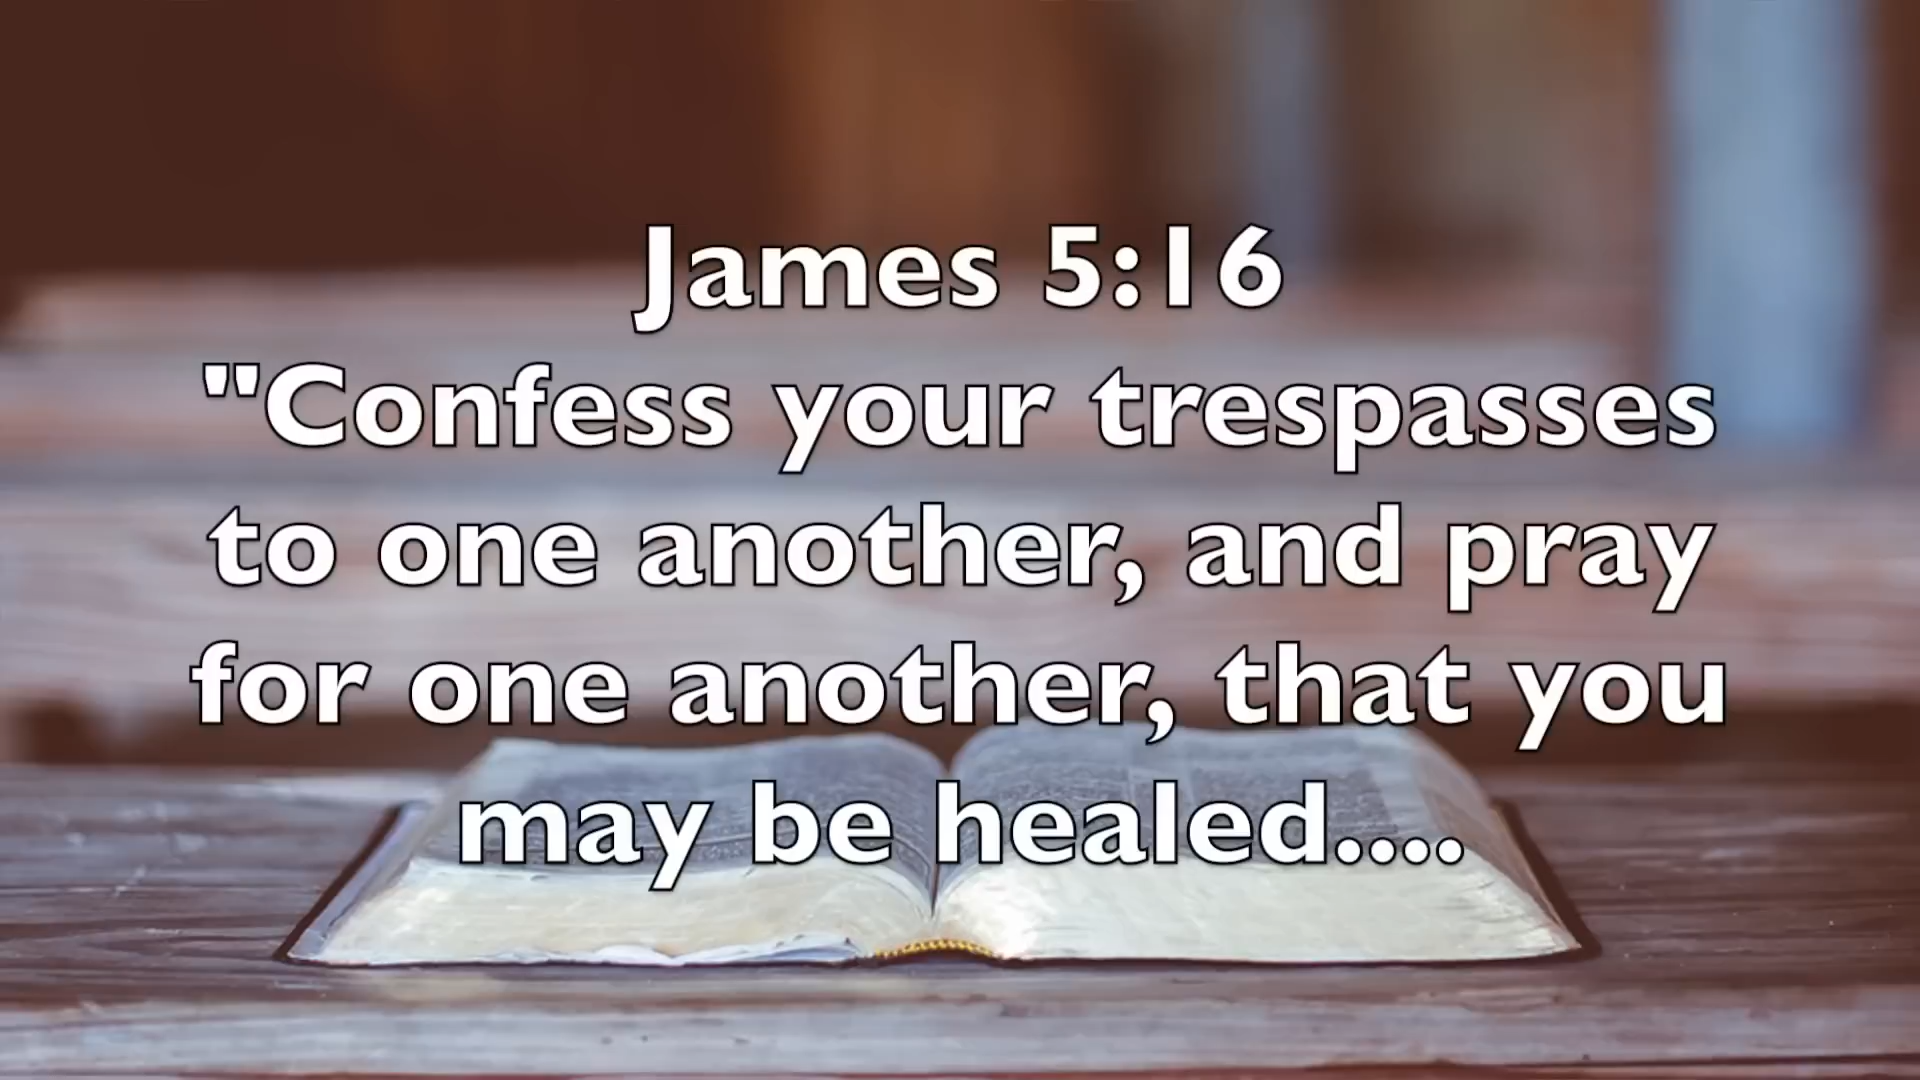 James 5:16
"Confess your trespasses
to one another, and pray
for one another, that you
may be healed....